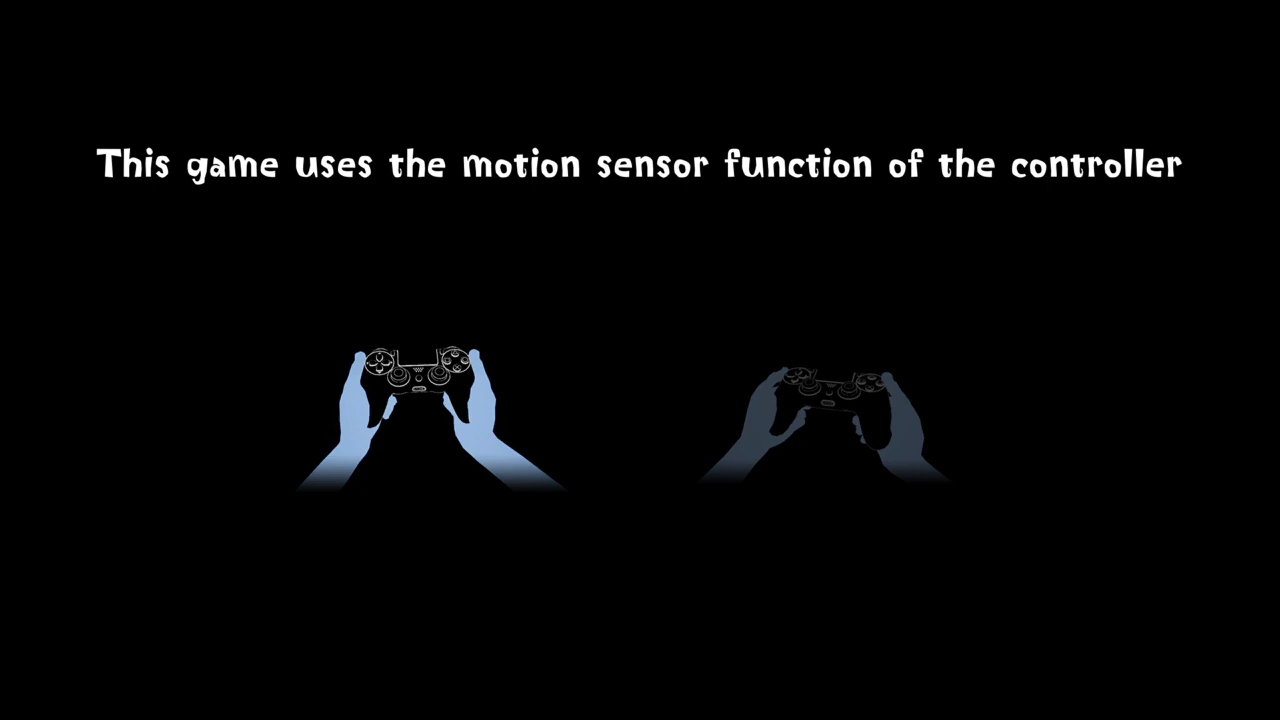 This game uses the motion sensor function of the controller